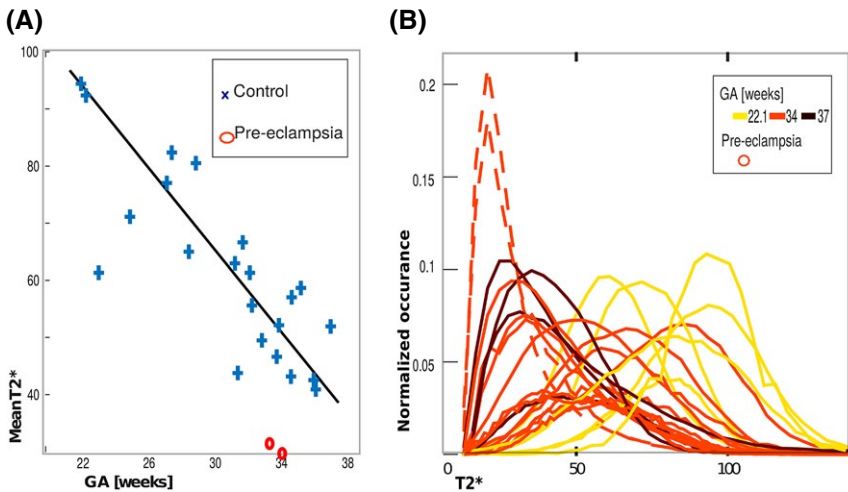 (A)
100
80
60
40
MeanT2*
22 26 30 34 38
GA [weeks]
Control
Pre-eclampsia
(B)
0.2
0.15
0.1
0.05
Normalized occurance
0 50 100
T2*
GA [weeks]
22.1 34 37
Pre-eclampsia